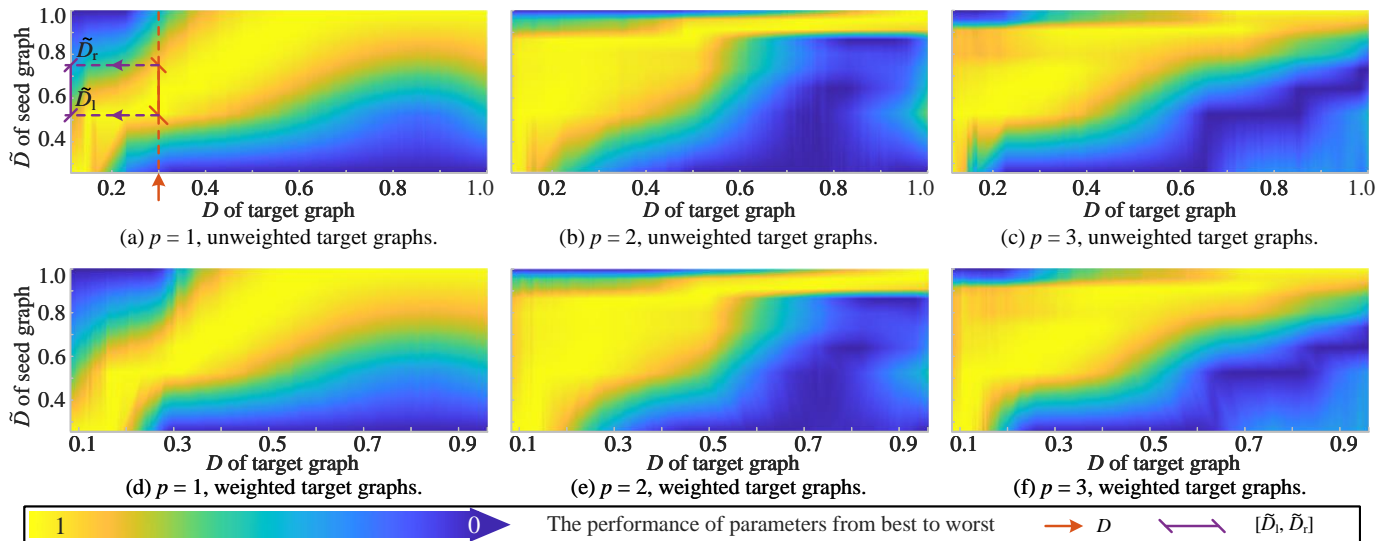 1.0
0.8
0.6
0.4
D̃ of seed graph
D̃r
D̃l
0.2 0.4 0.6 0.8 1.0
D of target graph
(a) p = 1, unweighted target graphs.
0.2 0.4 0.6 0.8 1.0
D of target graph
(b) p = 2, unweighted target graphs.
0.2 0.4 0.6 0.8 1.0
D of target graph
(c) p = 3, unweighted target graphs.
1.0
0.8
0.6
0.4
D̃ of seed graph
0.1 0.3 0.5 0.7 0.9
D of target graph
(d) p = 1, weighted target graphs.
0.1 0.3 0.5 0.7 0.9
D of target graph
(e) p = 2, weighted target graphs.
0.1 0.3 0.5 0.7 0.9
D of target graph
(f) p = 3, weighted target graphs.
1 0 The performance of parameters from best to worst D [D̃l, D̃r]